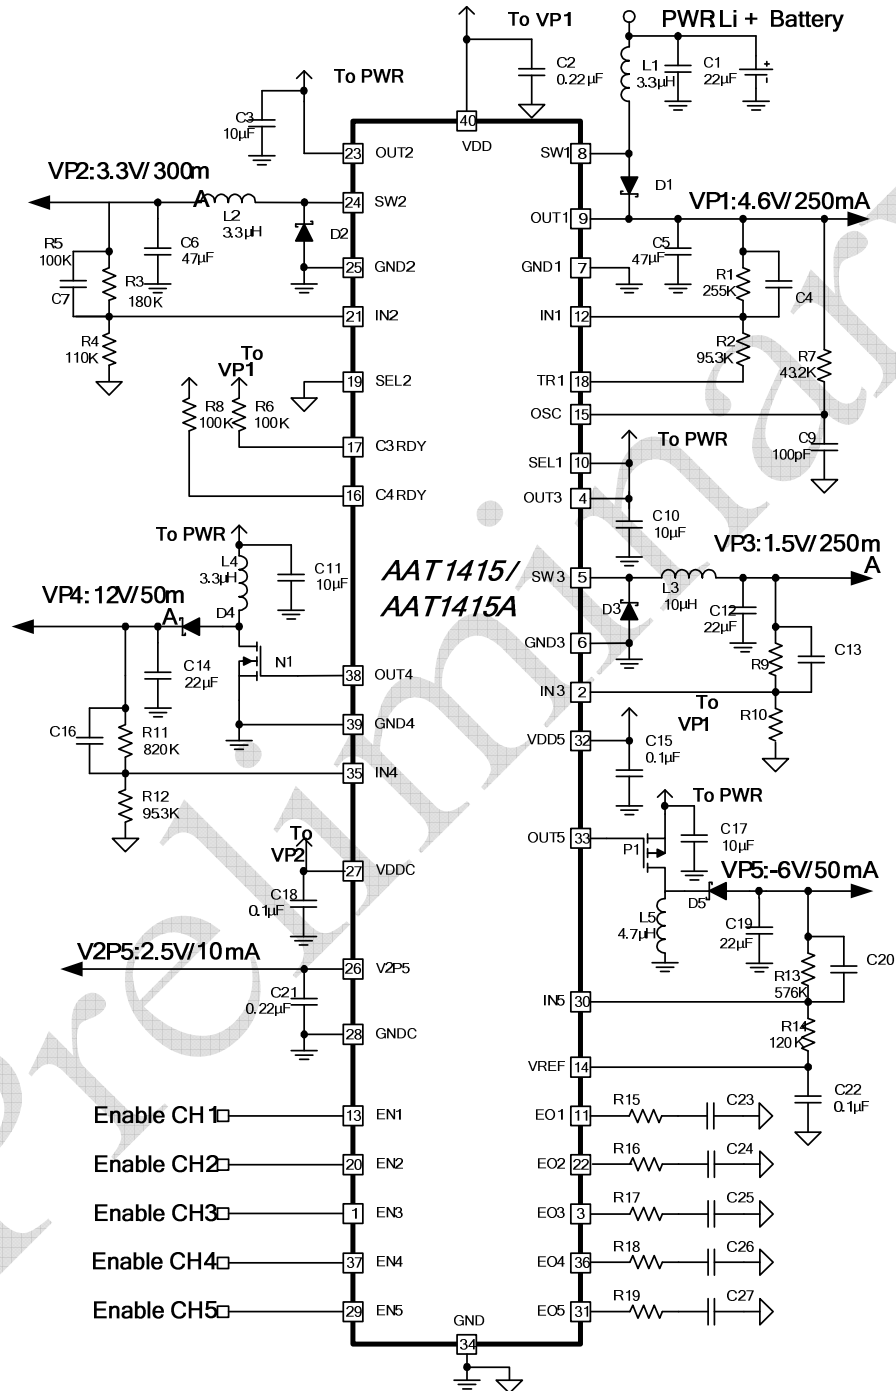 To VP1
PWR Li + Battery
C2
0.22µF
L1
3.3µH
C1
22µF
To PWR
C3
10µF
40
VDD
23 OUT2
SW1 8
D1
VP2:3.3V/300m
A
24 SW2
L2
3.3µH
D2
OUT1 9
VP1:4.6V/250mA
R5
100K
C6
47µF
C7
R3
180K
25 GND2
GND1 7
C5
47µF
R1
255K
C4
21 IN2
IN1 12
R4
110K
R2
95.3K
R7
43.2K
To
VP1
19 SEL2
TR1 18
R8
100K
R6
100K
OSC 15
17 C3RDY
To PWR
C9
100pF
SEL1 10
16 C4RDY
OUT3 4
C10
10µF
To PWR
L4
3.3µH
C11
10µF
AAT1415/
AAT1415A
VP3:1.5V/250m
A
SW3 5
L3
10µH
D3
C12
22µF
VP4:12V/50m
A
D4
GND3 6
C13
R9
C14
22µF
N1
38 OUT4
IN3 2
To
VP1
R10
C16
R11
820K
39 GND4
VDD5 32
C15
0.1µF
35 IN4
R12
95.3K
To PWR
To
VP2
OUT5 33
P1
C17
10µF
27 VDDC
C18
0.1µF
VP5:-6V/50mA
D5
L5
4.7µH
C19
22µF
C20
V2P5:2.5V/10mA
26 V2P5
R13
576K
C21
0.22µF
IN5 30
28 GNDC
R14
120K
VREF 14
C22
0.1µF
Enable CH1
13 EN1
EO1 11
R15
C23
Enable CH2
20 EN2
EO2 22
R16
C24
Enable CH3
1 EN3
EO3 3
R17
C25
Enable CH4
37 EN4
EO4 36
R18
C26
Enable CH5
29 EN5
EO5 31
R19
C27
GND
34
Preliminar